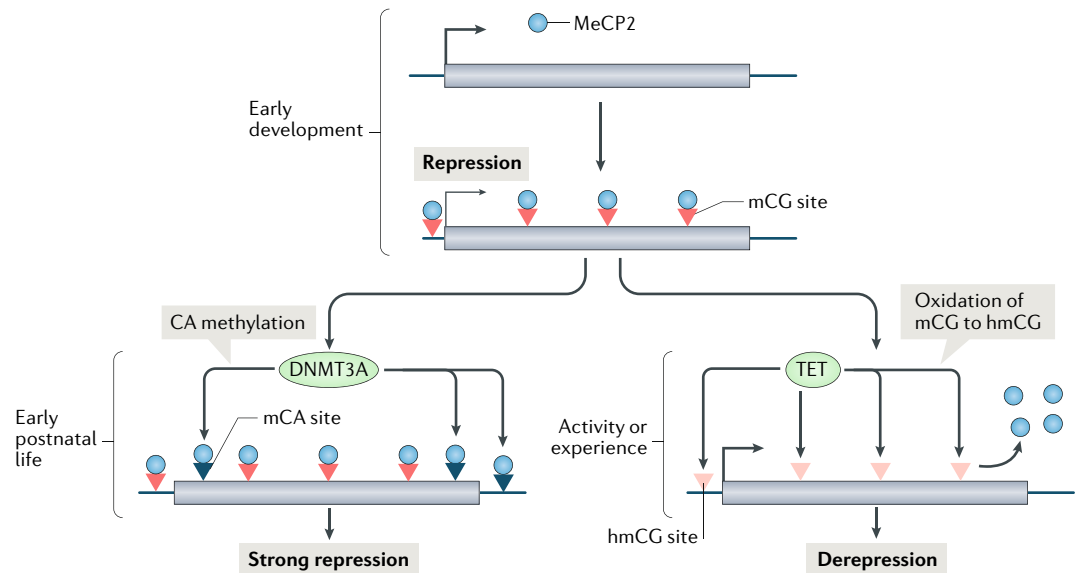 MeCP2
Early
development
Repression
mCG site
CA methylation
Oxidation of
mCG to hmCG
DNMT3A
TET
Early
postnatal
life
mCA site
Activity or
experience
hmCG site
Strong repression
Derepression